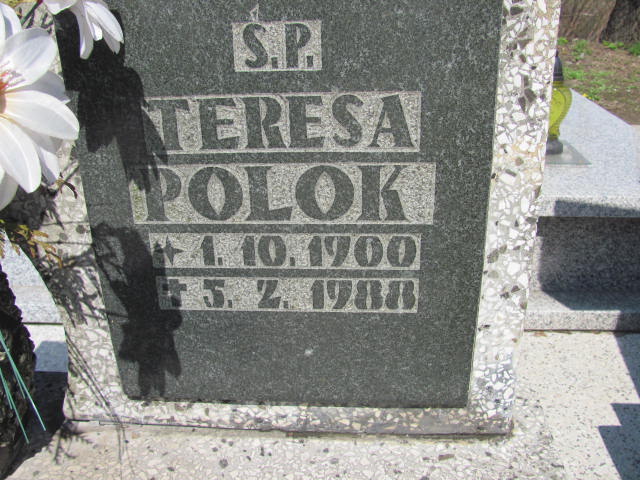 Ś.P.
TERESA
POLOK
✦ 1. 10. 1900
✝ 5. 2. 1988